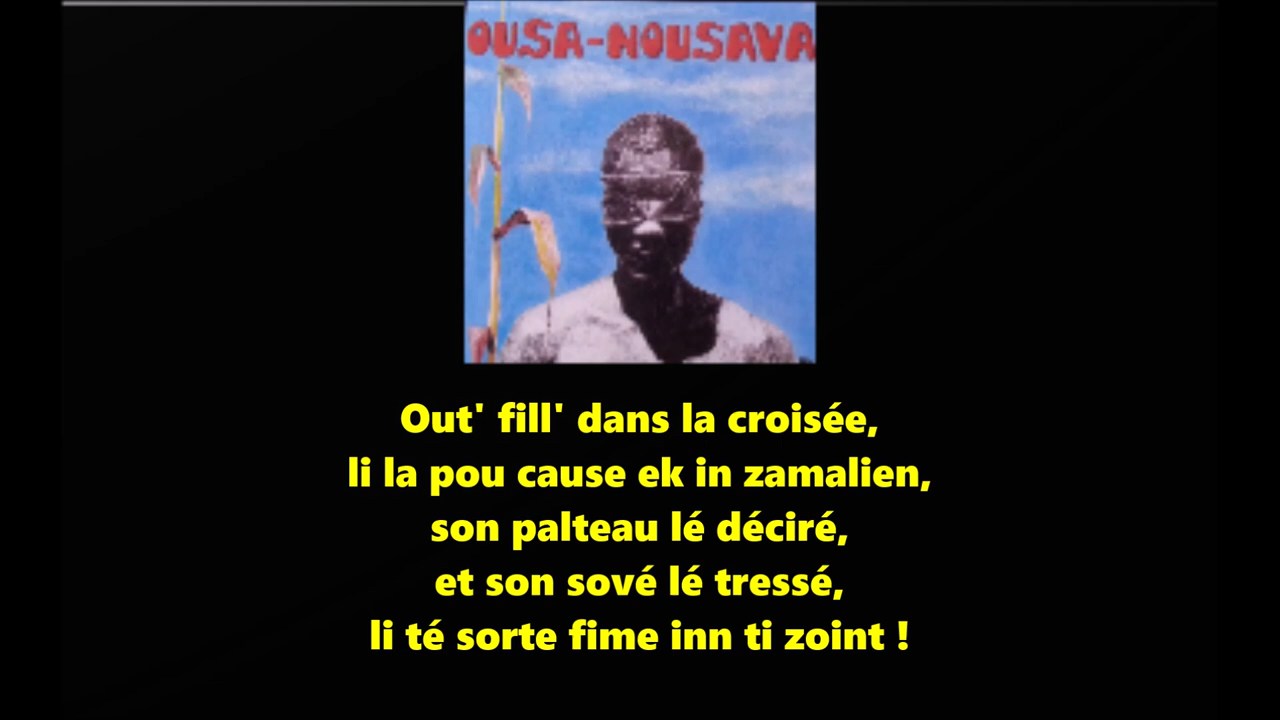 OUSA-NOUSAVA
Out' fill' dans la croisée,
li la pou cause ek in zamalien,
son palteau lé déciré,
et son sové lé tressé,
li té sorte fime inn ti zoint !